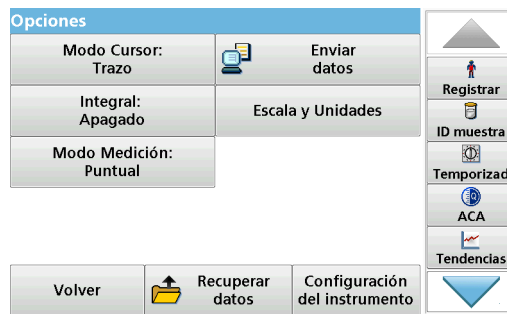 Opciones
Modo Cursor:
Trazo
Enviar
datos
Integral:
Apagado
Escala y Unidades
Modo Medición:
Puntual
Volver
Recuperar
datos
Configuración
del instrumento
Registrar
ID muestra
Temporizad
ACA
Tendencias